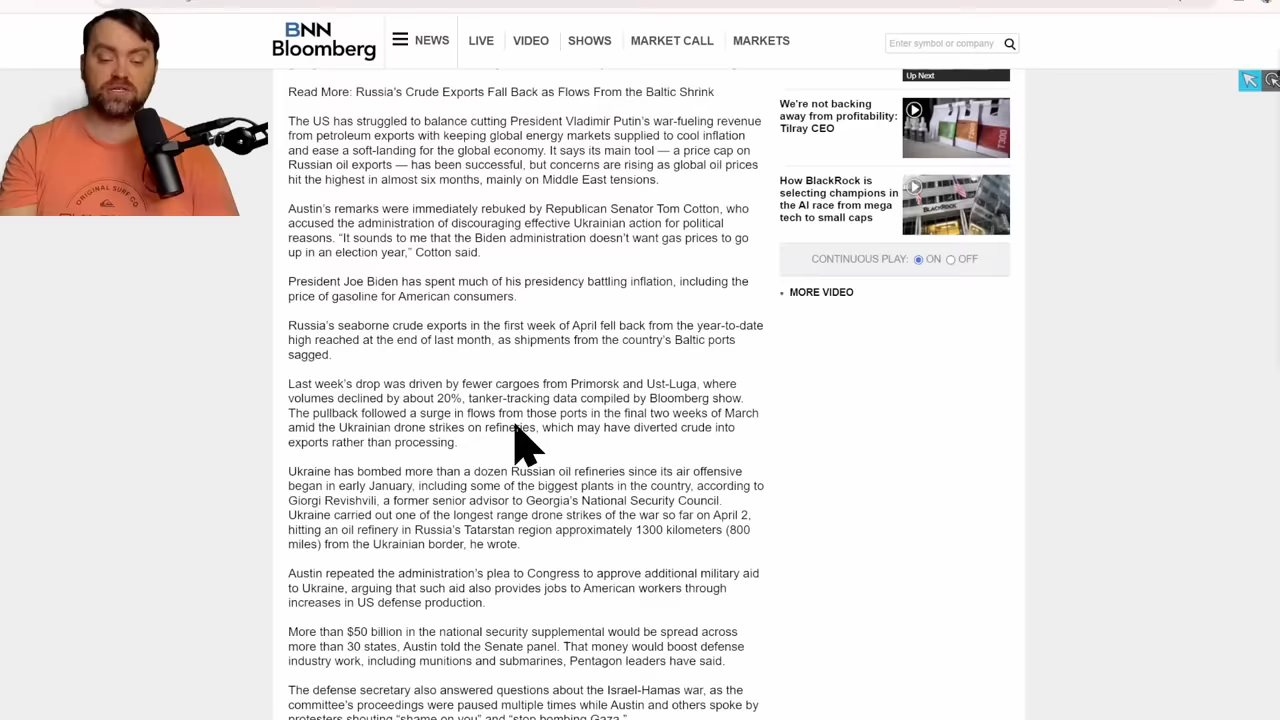 BNN
Bloomberg
NEWS
LIVE
VIDEO
SHOWS
MARKET CALL
MARKETS
Enter symbol or company
Read More: Russia's Crude Exports Fall Back as Flows From the Baltic Shrink
The US has struggled to balance cutting President Vladimir Putin's war-fueling revenue
from petroleum exports with keeping global energy markets supplied to cool inflation
and ease a soft-landing for the global economy. It says its main tool — a price cap on
Russian oil exports — has been successful, but concerns are rising as global oil prices
hit the highest in almost six months, mainly on Middle East tensions.
Austin's remarks were immediately rebuked by Republican Senator Tom Cotton, who
accused the administration of discouraging effective Ukrainian action for political
reasons. “It sounds to me that the Biden administration doesn't want gas prices to go
up in an election year,” Cotton said.
President Joe Biden has spent much of his presidency battling inflation, including the
price of gasoline for American consumers.
Russia's seaborne crude exports in the first week of April fell back from the year-to-date
high reached at the end of last month, as shipments from the country's Baltic ports
sagged.
Last week's drop was driven by fewer cargoes from Primorsk and Ust-Luga, where
volumes declined by about 20%, tanker-tracking data compiled by Bloomberg show.
The pullback followed a surge in flows from those ports in the final two weeks of March
amid the Ukrainian drone strikes on refineries, which may have diverted crude into
exports rather than processing.
Ukraine has bombed more than a dozen Russian oil refineries since its air offensive
began in early January, including some of the biggest plants in the country, according to
Giorgi Revishvili, a former senior advisor to Georgia's National Security Council.
Ukraine carried out one of the longest range drone strikes of the war so far on April 2,
hitting an oil refinery in Russia's Tatarstan region approximately 1300 kilometers (800
miles) from the Ukrainian border, he wrote.
Austin repeated the administration's plea to Congress to approve additional military aid
to Ukraine, arguing that such aid also provides jobs to American workers through
increases in US defense production.
More than $50 billion in the national security supplemental would be spread across
more than 30 states, Austin told the Senate panel. That money would boost defense
industry work, including munitions and submarines, Pentagon leaders have said.
The defense secretary also answered questions about the Israel-Hamas war, as the
committee's proceedings were paused multiple times while Austin and others spoke by
protesters shouting “shame on you” and “stop bombing Gaza.”
Up Next
We're not backing
away from profitability:
Tilray CEO
How BlackRock is
selecting champions in
the AI race from mega
tech to small caps
CONTINUOUS PLAY: ON OFF
MORE VIDEO
ORIGINAL SURF CO